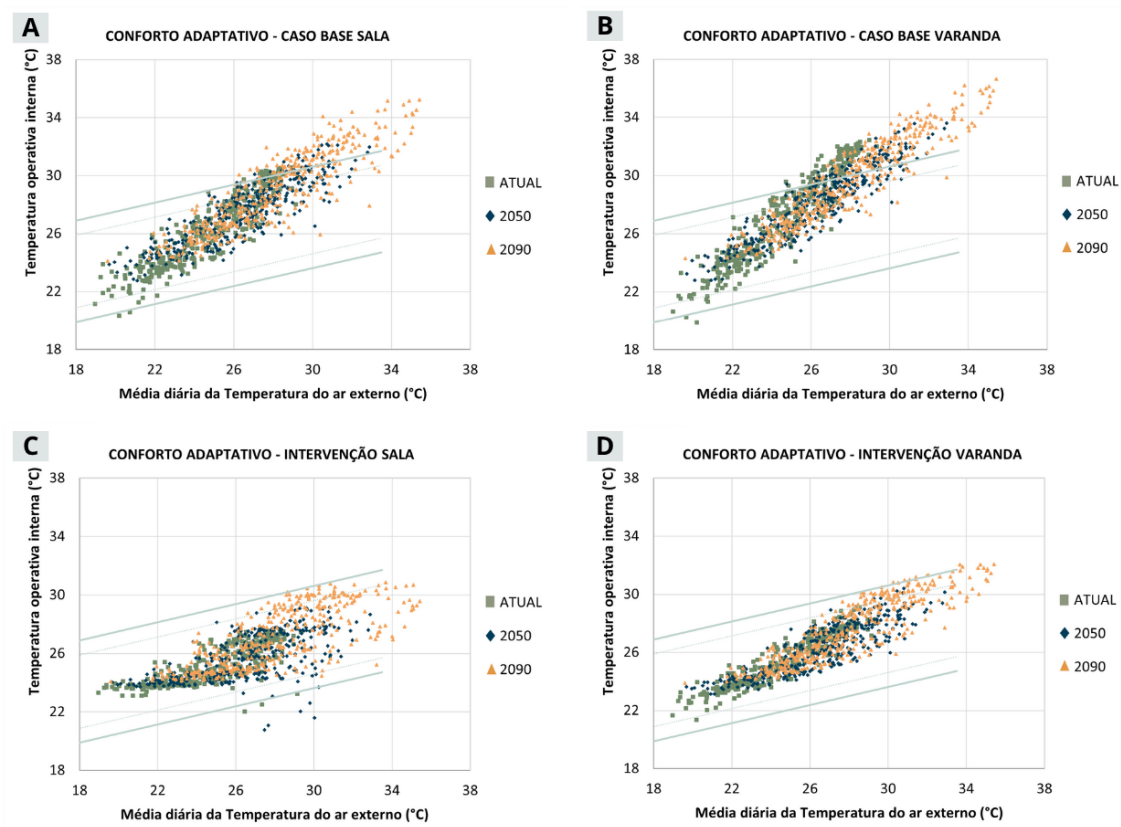 A
CONFORTO ADAPTATIVO - CASO BASE SALA
Temperatura operativa interna (°C)
38
34
30
26
22
18
18 22 26 30 34 38
Média diária da Temperatura do ar externo (°C)
ATUAL
2050
2090
B
CONFORTO ADAPTATIVO - CASO BASE VARANDA
Temperatura operativa interna (°C)
38
34
30
26
22
18
18 22 26 30 34 38
Média diária da Temperatura do ar externo (°C)
ATUAL
2050
2090
C
CONFORTO ADAPTATIVO - INTERVENÇÃO SALA
Temperatura operativa interna (°C)
38
34
30
26
22
18
18 22 26 30 34 38
Média diária da Temperatura do ar externo (°C)
ATUAL
2050
2090
D
CONFORTO ADAPTATIVO - INTERVENÇÃO VARANDA
Temperatura operativa interna (°C)
38
34
30
26
22
18
18 22 26 30 34 38
Média diária da Temperatura do ar externo (°C)
ATUAL
2050
2090